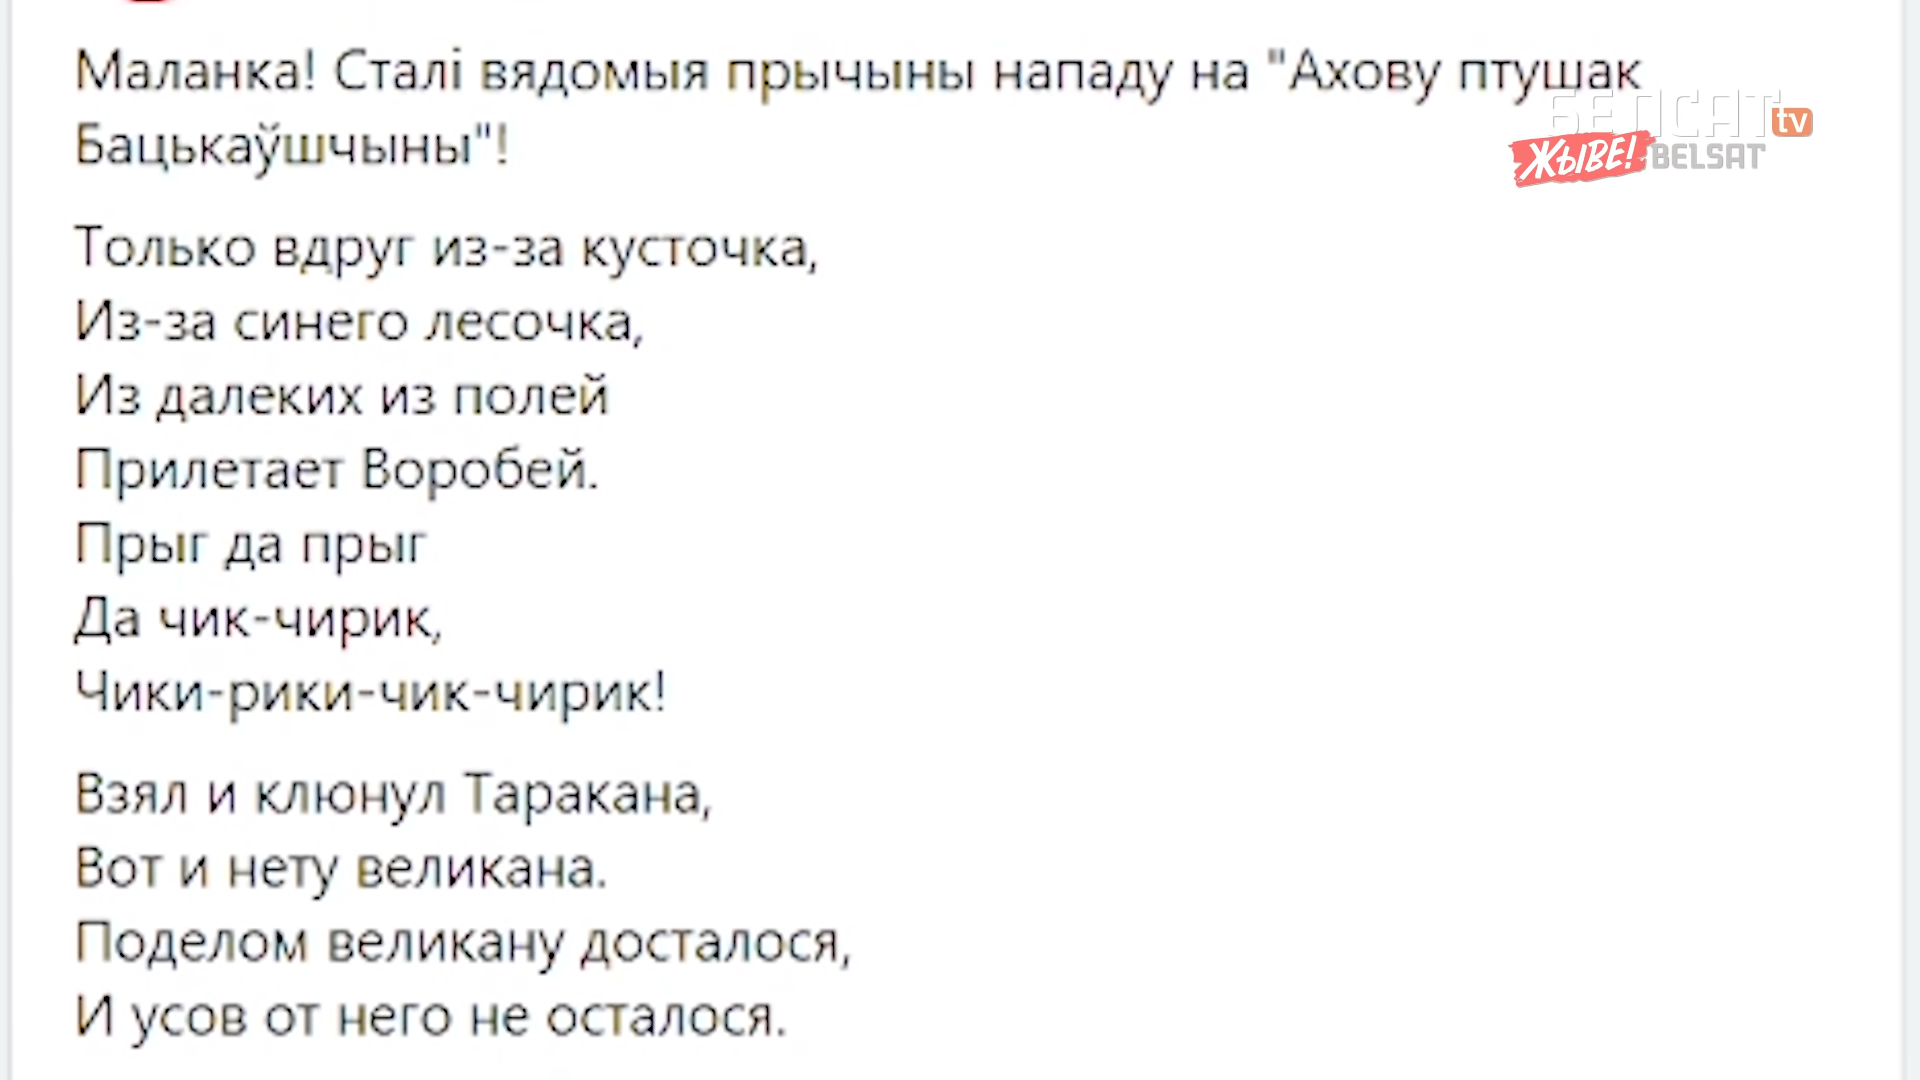 Маланка! Сталі вядомыя прычыны нападу на "Ахову птушак
Бацькаўшчыны"!
БЕЛСАТ tv
ЖЫВЕ! BELSAT
Только вдруг из-за кусточка,
Из-за синего лесочка,
Из далеких из полей
Прилетает Воробей.
Прыг да прыг
Да чик-чирик,
Чики-рики-чик-чирик!
Взял и клюнул Таракана,
Вот и нету великана.
Поделом великану досталося,
И усов от него не осталося.